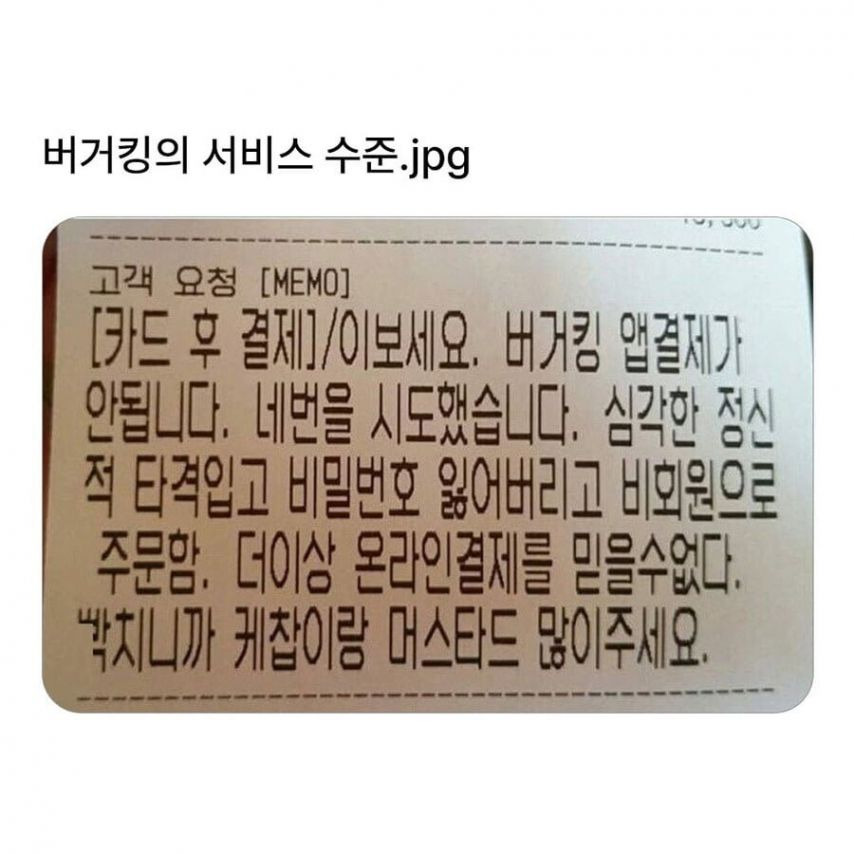 버거킹의 서비스 수준.jpg
고객 요청 [MEMO]
[카드 후 결제]/이보세요. 버거킹 앱결제가
안됩니다. 네번을 시도했습니다. 심각한 정신
적 타격입고 비밀번호 잃어버리고 비회원으로
주문함. 더이상 온라인결제를 믿을수없다.
빡치니까 케찹이랑 머스타드 많이주세요.